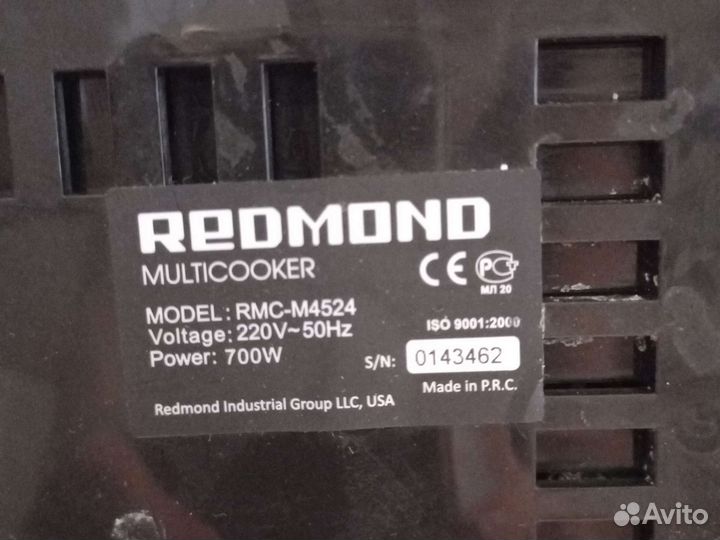 REDMOND
MULTICOOKER
CE PCT
МЛ 20
MODEL: RMC-M4524
Voltage: 220V~50Hz
ISO 9001:2000
Power: 700W
S/N: 0143462
Made in P.R.C.
Redmond Industrial Group LLC, USA
Avito